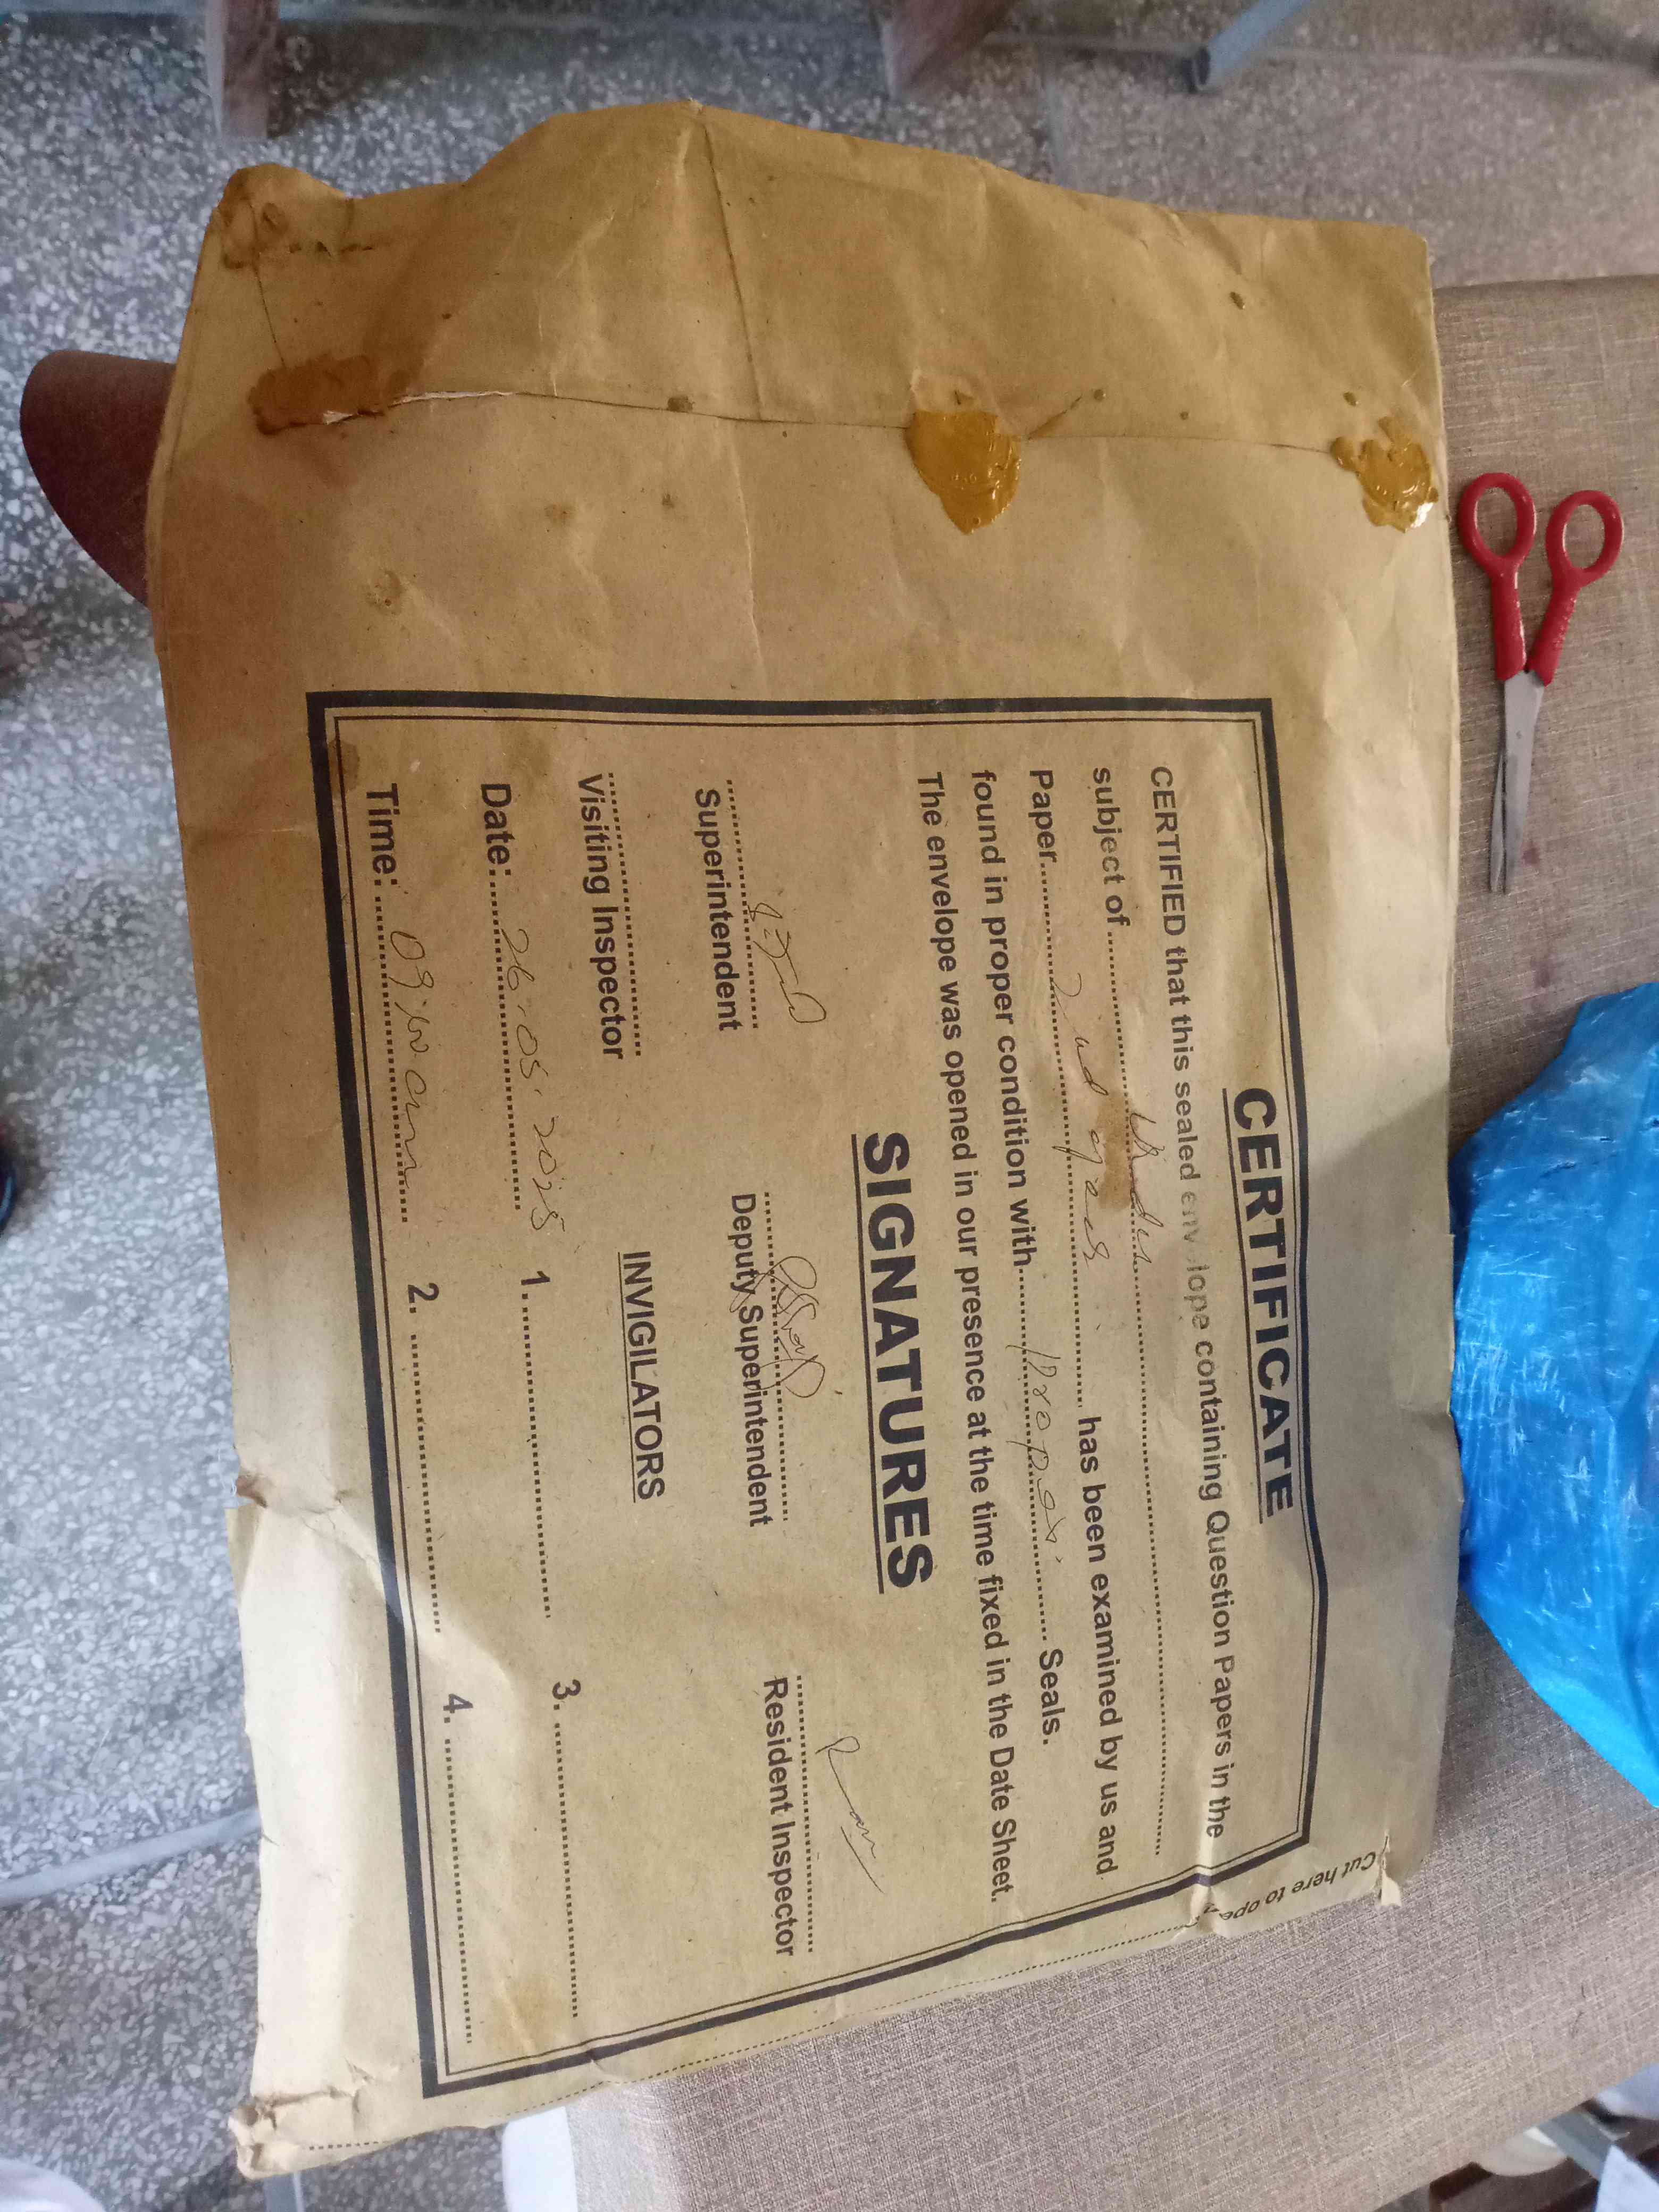 CERTIFICATE
CERTIFIED that this sealed envelope containing Question Papers in the
subject of.............Urdu..............
Paper............2nd..................... has been examined by us and
found in proper condition with.......Proper....... Seals.
The envelope was opened in our presence at the time fixed in the Date Sheet.
SIGNATURES
Superintendent
Deputy Superintendent
Resident Inspector
Visiting Inspector
INVIGILATORS
Date:.....26.05.2025
1. ..............................
3. ..............................
Time: .....09:00 am.....
2. ..............................
4. ..............................
Cut here to open